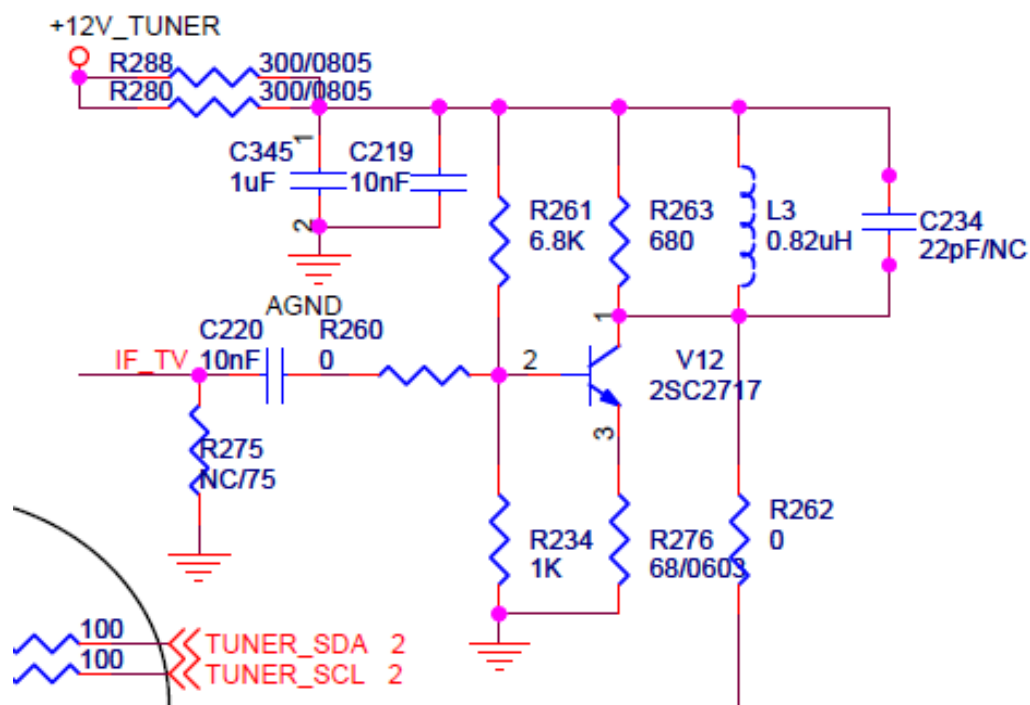 +12V_TUNER
R288 300/0805
R280 300/0805
1
C345 C219
1uF 10nF
2
R261 R263 L3 C234
6.8K 680 0.82uH 22pF/NC
AGND
C220 R260
IF_TV 10nF 0
1
2
V12
2SC2717
3
R275
NC/75
R234 R276 R262
1K 68/0603 0
100 TUNER_SDA 2
100 TUNER_SCL 2